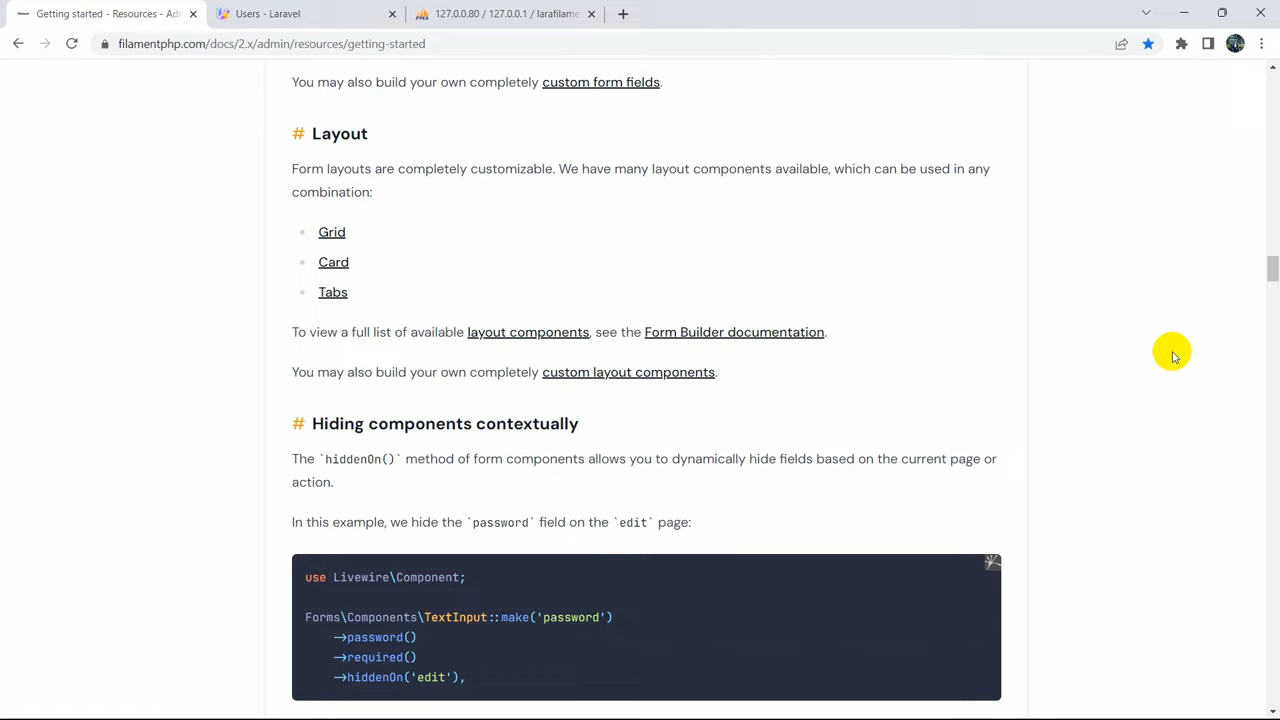 Getting started - Resources - Ad
Users - Laravel
127.0.0.80 / 127.0.0.1 / larafilame
filamentphp.com/docs/2.x/admin/resources/getting-started
You may also build your own completely custom form fields.
# Layout
Form layouts are completely customizable. We have many layout components available, which can be used in any
combination:
Grid
Card
Tabs
To view a full list of available layout components, see the Form Builder documentation.
You may also build your own completely custom layout components.
# Hiding components contextually
The `hiddenOn()` method of form components allows you to dynamically hide fields based on the current page or
action.
In this example, we hide the `password` field on the `edit` page:
use Livewire\Component;
Forms\Components\TextInput::make('password')
->password()
->required()
->hiddenOn('edit'),